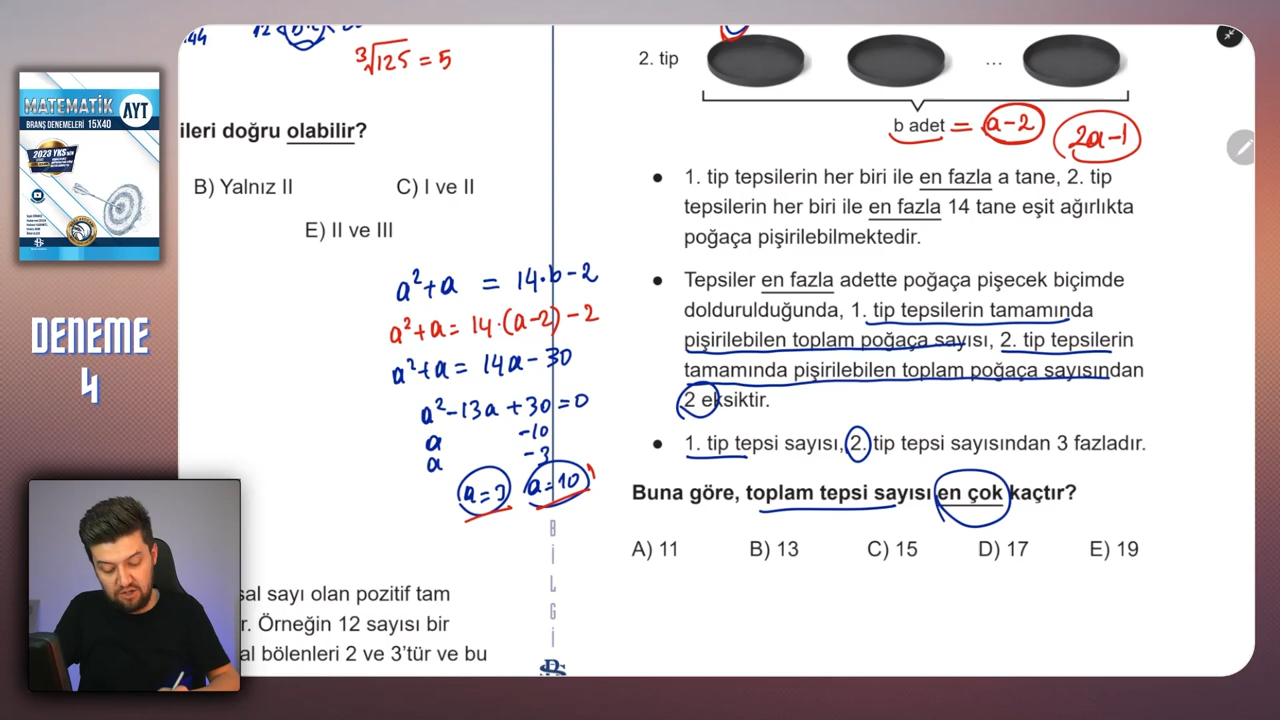 144
³√125 = 5
ileri doğru olabilir?
B) Yalnız II
C) I ve II
E) II ve III
a²+a = 14·b-2
a²+a = 14·(a-2)-2
a²+a = 14a-30
a²-13a+30=0
a -10
a -3
a=3 a=10
sal sayı olan pozitif tam
r. Örneğin 12 sayısı bir
al bölenleri 2 ve 3'tür ve bu
MATEMATİK AYT
BRANŞ DENEMELERİ 15X40
2023 YKS
DENEME
4
BİLGİ
2. tip
...
b adet = a-2
2a-1
• 1. tip tepsilerin her biri ile en fazla a tane, 2. tip
tepsilerin her biri ile en fazla 14 tane eşit ağırlıkta
poğaça pişirilebilmektedir.
• Tepsiler en fazla adette poğaça pişecek biçimde
doldurulduğunda, 1. tip tepsilerin tamamında
pişirilebilen toplam poğaça sayısı, 2. tip tepsilerin
tamamında pişirilebilen toplam poğaça sayısından
2 eksiktir.
• 1. tip tepsi sayısı, 2. tip tepsi sayısından 3 fazladır.
Buna göre, toplam tepsi sayısı en çok kaçtır?
A) 11
B) 13
C) 15
D) 17
E) 19